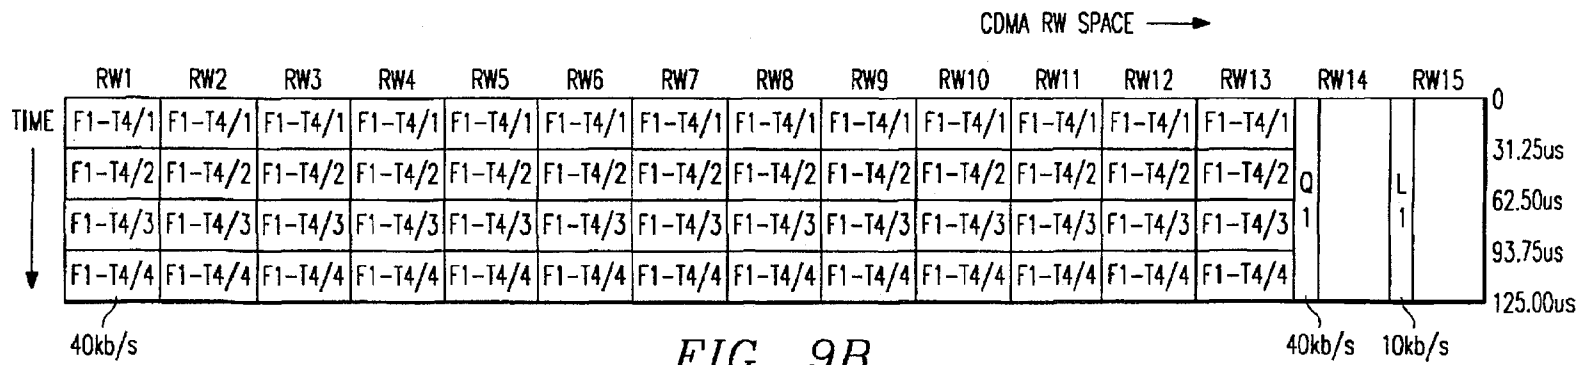 CDMA RW SPACE
RW1 RW2 RW3 RW4 RW5 RW6 RW7 RW8 RW9 RW10 RW11 RW12 RW13 RW14 RW15
0
TIME F1-T4/1 F1-T4/1 F1-T4/1 F1-T4/1 F1-T4/1 F1-T4/1 F1-T4/1 F1-T4/1 F1-T4/1 F1-T4/1 F1-T4/1 F1-T4/1 F1-T4/1
31.25us
F1-T4/2 F1-T4/2 F1-T4/2 F1-T4/2 F1-T4/2 F1-T4/2 F1-T4/2 F1-T4/2 F1-T4/2 F1-T4/2 F1-T4/2 F1-T4/2 F1-T4/2 Q L
62.50us
F1-T4/3 F1-T4/3 F1-T4/3 F1-T4/3 F1-T4/3 F1-T4/3 F1-T4/3 F1-T4/3 F1-T4/3 F1-T4/3 F1-T4/3 F1-T4/3 F1-T4/3 1 1
93.75us
F1-T4/4 F1-T4/4 F1-T4/4 F1-T4/4 F1-T4/4 F1-T4/4 F1-T4/4 F1-T4/4 F1-T4/4 F1-T4/4 F1-T4/4 F1-T4/4 F1-T4/4
125.00us
40kb/s 40kb/s 10kb/s
FIG. 9B